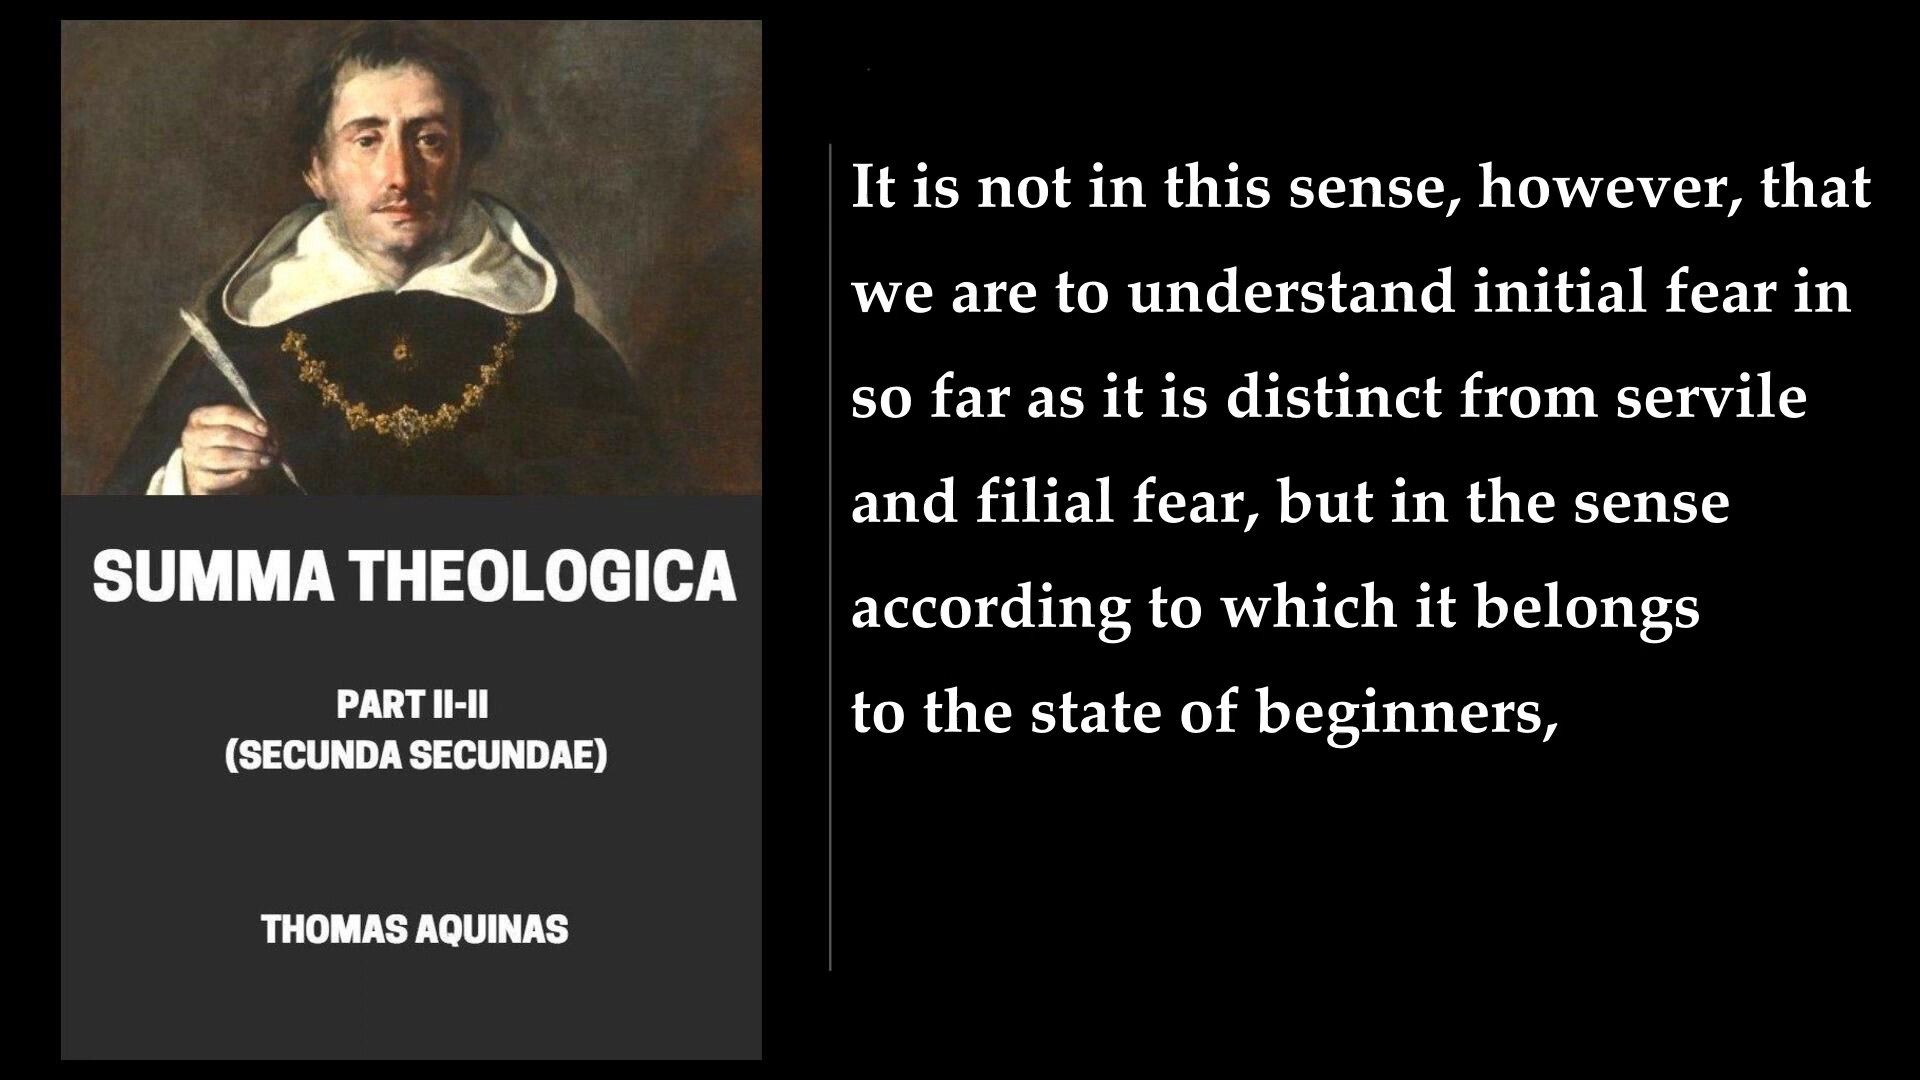 SUMMA THEOLOGICA
PART II-II
(SECUNDA SECUNDAE)
THOMAS AQUINAS
It is not in this sense, however, that
we are to understand initial fear in
so far as it is distinct from servile
and filial fear, but in the sense
according to which it belongs
to the state of beginners,